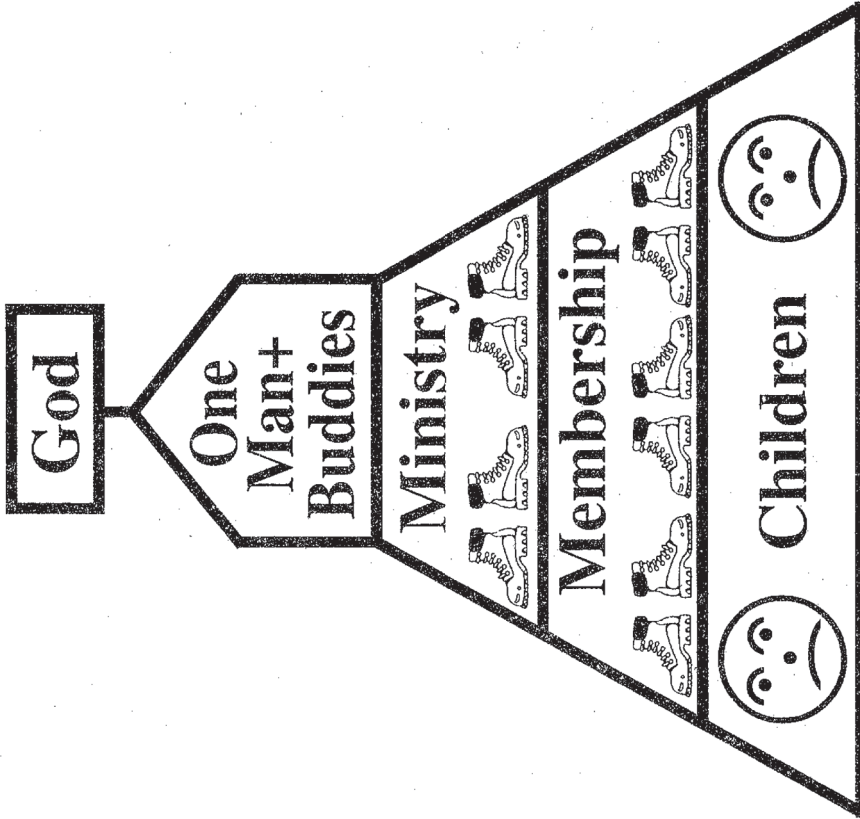 God
One
Man+
Buddies
Ministry
Membership
Children